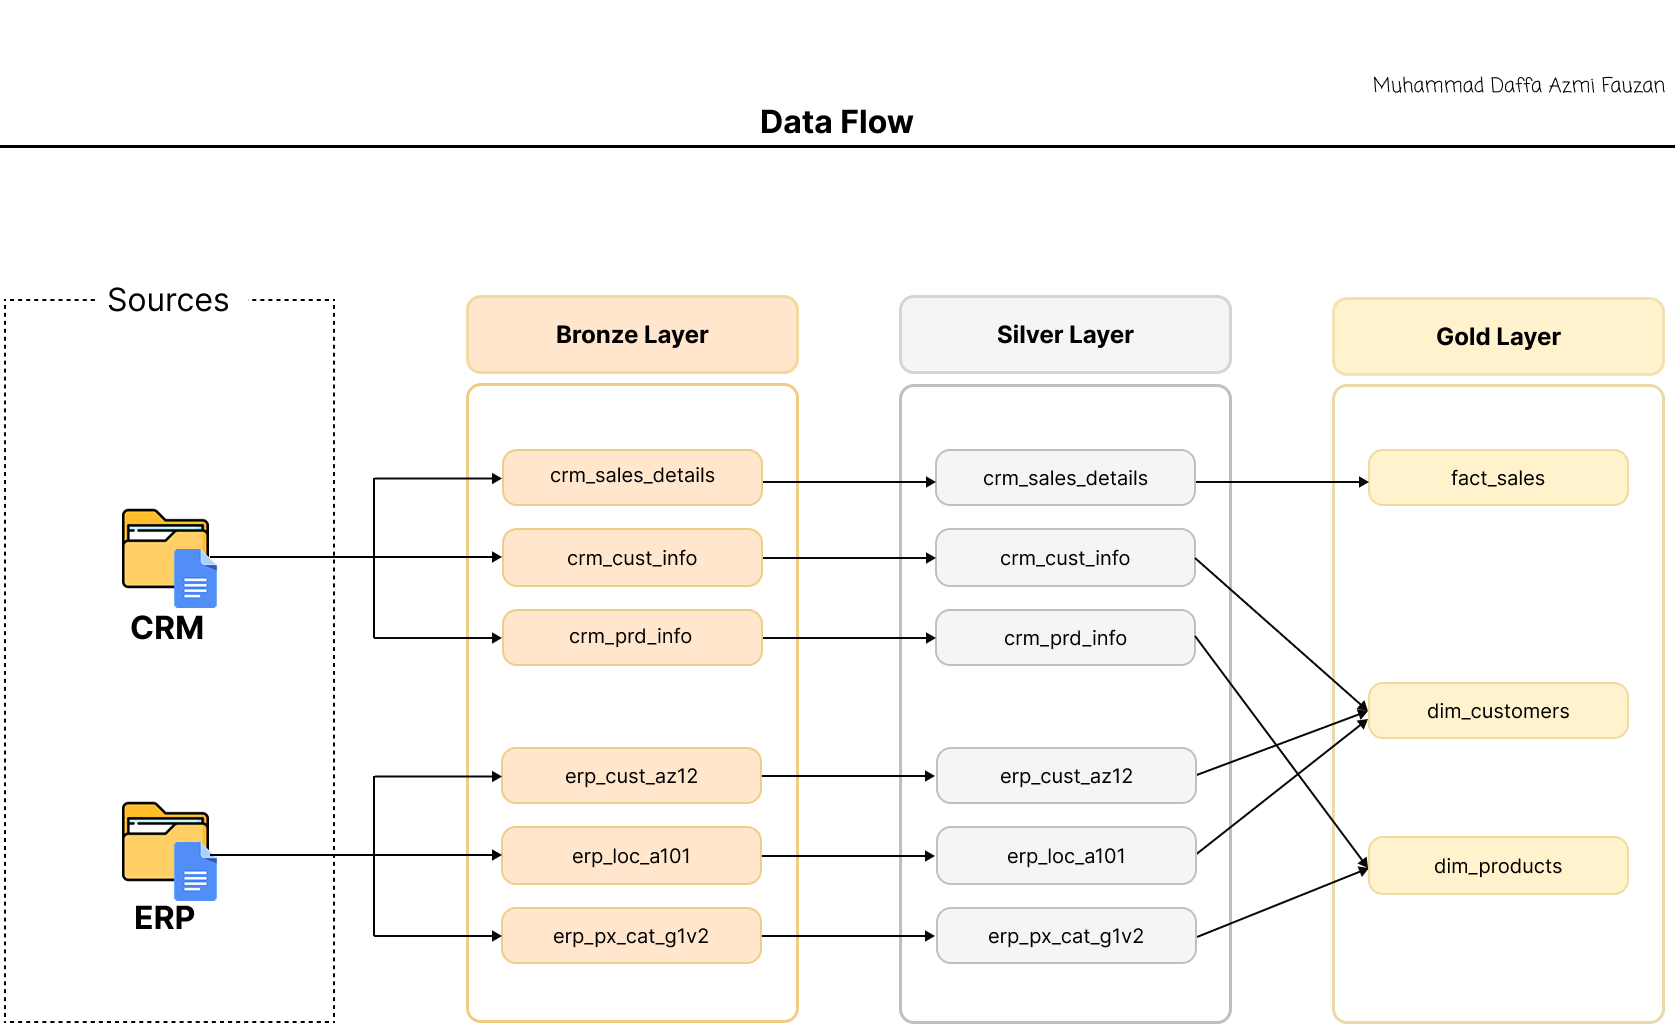 Muhammad Daffa Azmi Fauzan
Data Flow
Sources
Bronze Layer
Silver Layer
Gold Layer
crm_sales_details
crm_sales_details
fact_sales
crm_cust_info
crm_cust_info
CRM
crm_prd_info
crm_prd_info
dim_customers
erp_cust_az12
erp_cust_az12
erp_loc_a101
erp_loc_a101
dim_products
ERP
erp_px_cat_g1v2
erp_px_cat_g1v2